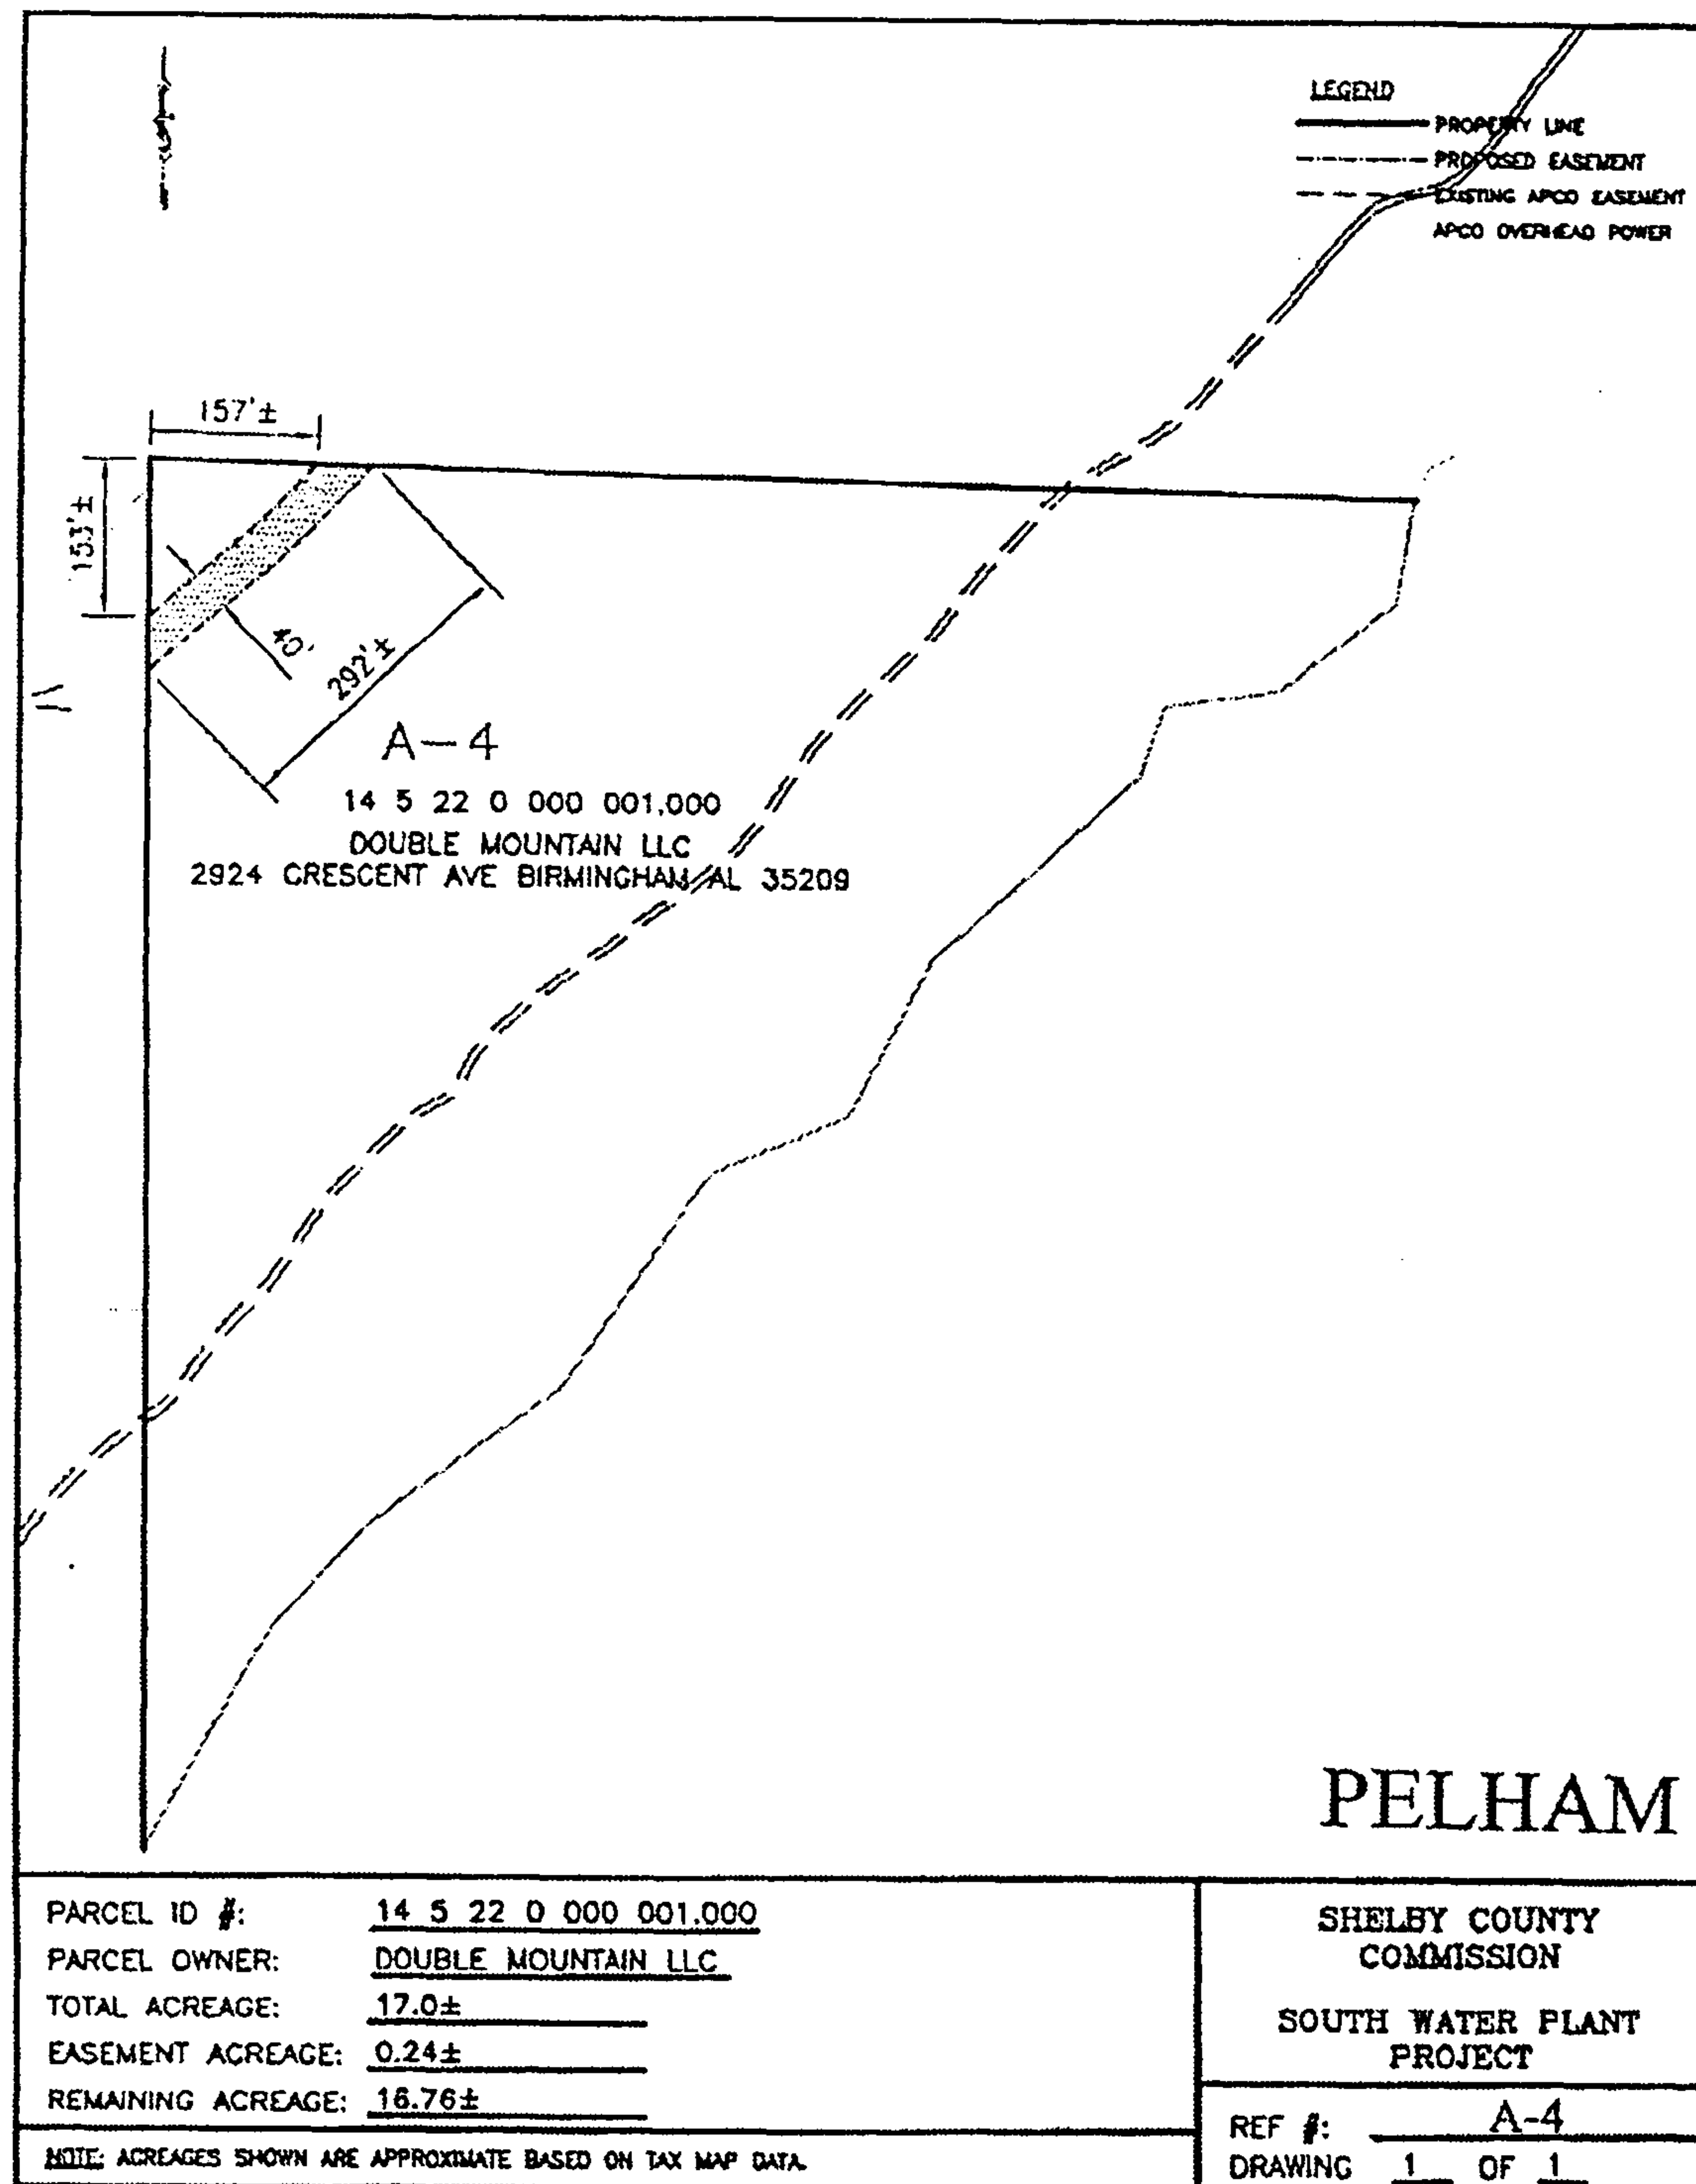 LEGEND
PROPERTY LINE
PROPOSED EASEMENT
EXISTING APCO EASEMENT
APCO OVERHEAD POWER
157'±
153'±
40'
292'±
A-4
14 5 22 0 000 001.000
DOUBLE MOUNTAIN LLC
2924 CRESCENT AVE BIRMINGHAM AL 35209
PELHAM
PARCEL ID #: 14 5 22 0 000 001.000
PARCEL OWNER: DOUBLE MOUNTAIN LLC
TOTAL ACREAGE: 17.0±
EASEMENT ACREAGE: 0.24±
REMAINING ACREAGE: 16.76±
NOTE: ACREAGES SHOWN ARE APPROXIMATE BASED ON TAX MAP DATA.
SHELBY COUNTY
COMMISSION
SOUTH WATER PLANT
PROJECT
REF #: A-4
DRAWING 1 OF 1